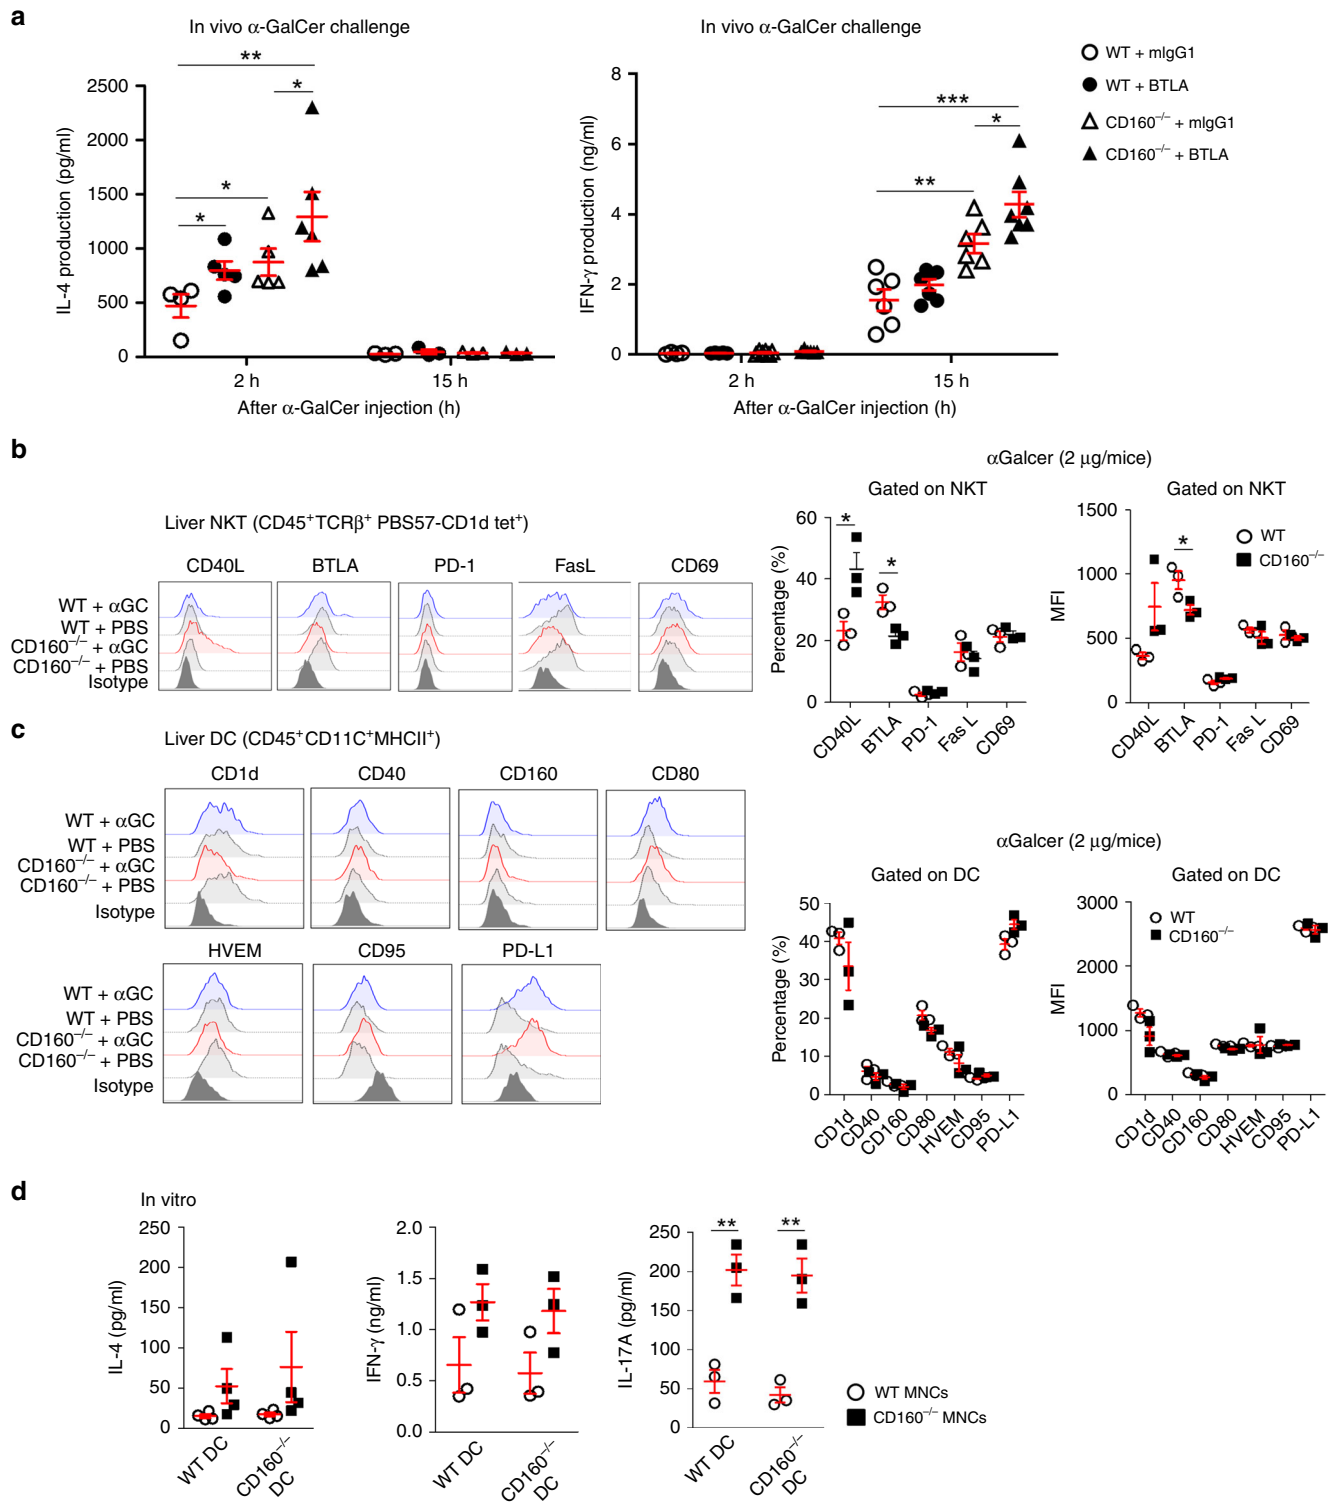 a
In vivo α-GalCer challenge
**
*
*
*
2500
2000
1500
1000
500
0
IL-4 production (pg/ml)
2 h
15 h
After α-GalCer injection (h)
In vivo α-GalCer challenge
***
*
**
8
6
4
2
0
IFN-γ production (ng/ml)
2 h
15 h
After α-GalCer injection (h)
WT + mIgG1
WT + BTLA
CD160⁻/⁻ + mIgG1
CD160⁻/⁻ + BTLA
b
Liver NKT (CD45⁺TCRβ⁺ PBS57-CD1d tet⁺)
CD40L BTLA PD-1 FasL CD69
WT + αGC
WT + PBS
CD160⁻/⁻ + αGC
CD160⁻/⁻ + PBS
Isotype
αGalcer (2 μg/mice)
Gated on NKT
60
40
20
0
Percentage (%)
*
*
CD40L BTLA PD-1 Fas L CD69
Gated on NKT
1500
1000
500
0
MFI
*
WT
CD160⁻/⁻
CD40L BTLA PD-1 Fas L CD69
c
Liver DC (CD45⁺CD11C⁺MHCII⁺)
CD1d CD40 CD160 CD80
WT + αGC
WT + PBS
CD160⁻/⁻ + αGC
CD160⁻/⁻ + PBS
Isotype
HVEM CD95 PD-L1
WT + αGC
WT + PBS
CD160⁻/⁻ + αGC
CD160⁻/⁻ + PBS
Isotype
αGalcer (2 μg/mice)
Gated on DC
50
40
30
20
10
0
Percentage (%)
CD1d CD40 CD160 CD80 HVEM CD95 PD-L1
Gated on DC
3000
2000
1000
0
MFI
WT
CD160⁻/⁻
CD1d CD40 CD160 CD80 HVEM CD95 PD-L1
d
In vitro
250
200
150
100
50
0
IL-4 (pg/ml)
WT DC
CD160⁻/⁻ DC
2.0
1.5
1.0
0.5
0.0
IFN-γ (ng/ml)
WT DC
CD160⁻/⁻ DC
**
**
250
200
150
100
50
0
IL-17A (pg/ml)
WT DC
CD160⁻/⁻ DC
WT MNCs
CD160⁻/⁻ MNCs